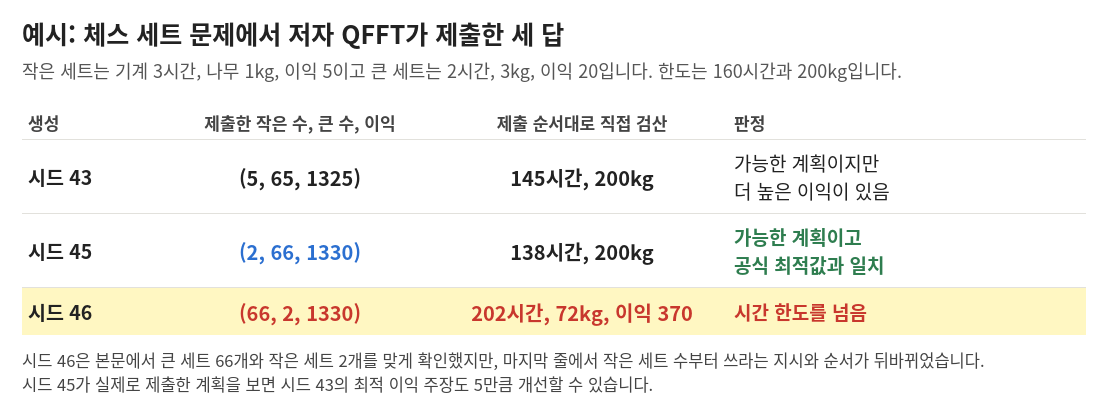 예시: 체스 세트 문제에서 저자 QFFT가 제출한 세 답
작은 세트는 기계 3시간, 나무 1kg, 이익 5이고 큰 세트는 2시간, 3kg, 이익 20입니다. 한도는 160시간과 200kg입니다.
생성 제출한 작은 수, 큰 수, 이익 제출 순서대로 직접 검산 판정
시드 43 (5, 65, 1325) 145시간, 200kg 가능한 계획이지만
더 높은 이익이 있음
시드 45 (2, 66, 1330) 138시간, 200kg 가능한 계획이고
공식 최적값과 일치
시드 46 (66, 2, 1330) 202시간, 72kg, 이익 370 시간 한도를 넘음
시드 46은 본문에서 큰 세트 66개와 작은 세트 2개를 맞게 확인했지만, 마지막 줄에서 작은 세트 수부터 쓰라는 지시와 순서가 뒤바뀌었습니다.
시드 45가 실제로 제출한 계획을 보면 시드 43의 최적 이익 주장도 5만큼 개선할 수 있습니다.